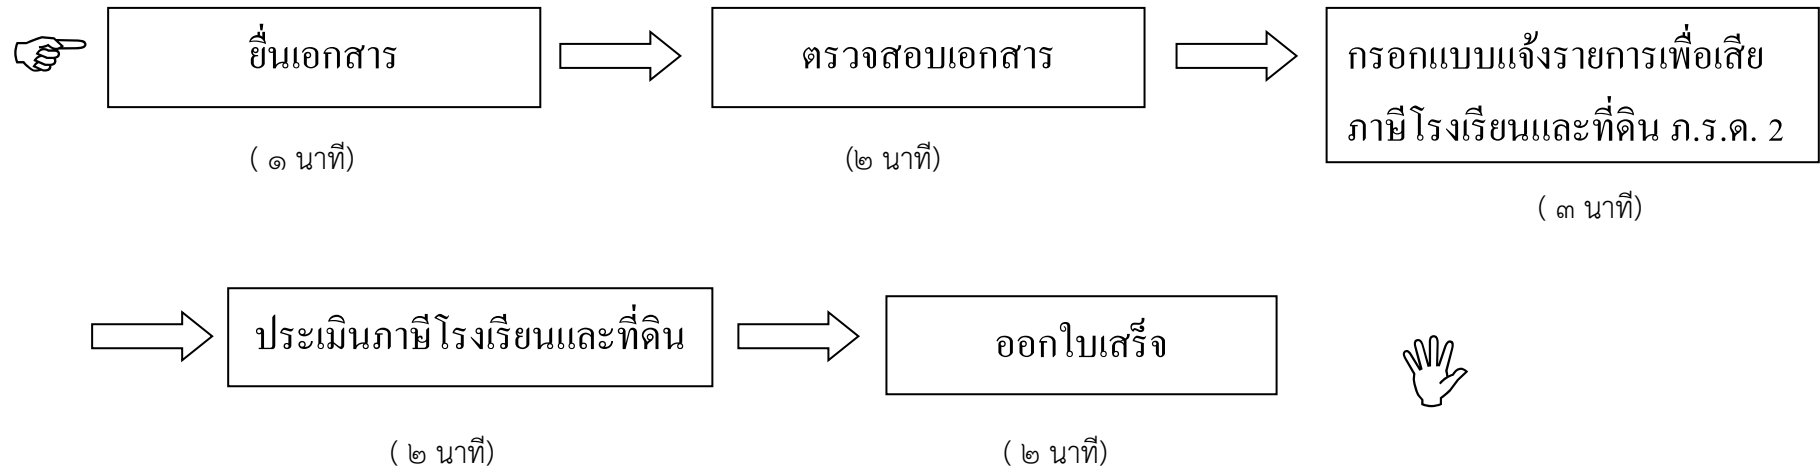 ยื่นเอกสาร
ตรวจสอบเอกสาร
กรอกแบบแจ้งรายการเพื่อเสีย
ภาษีโรงเรียนและที่ดิน ภ.ร.ด. 2
( ๑ นาที)
(๒ นาที)
( ๓ นาที)
ประเมินภาษีโรงเรียนและที่ดิน
ออกใบเสร็จ
( ๒ นาที)
( ๒ นาที)